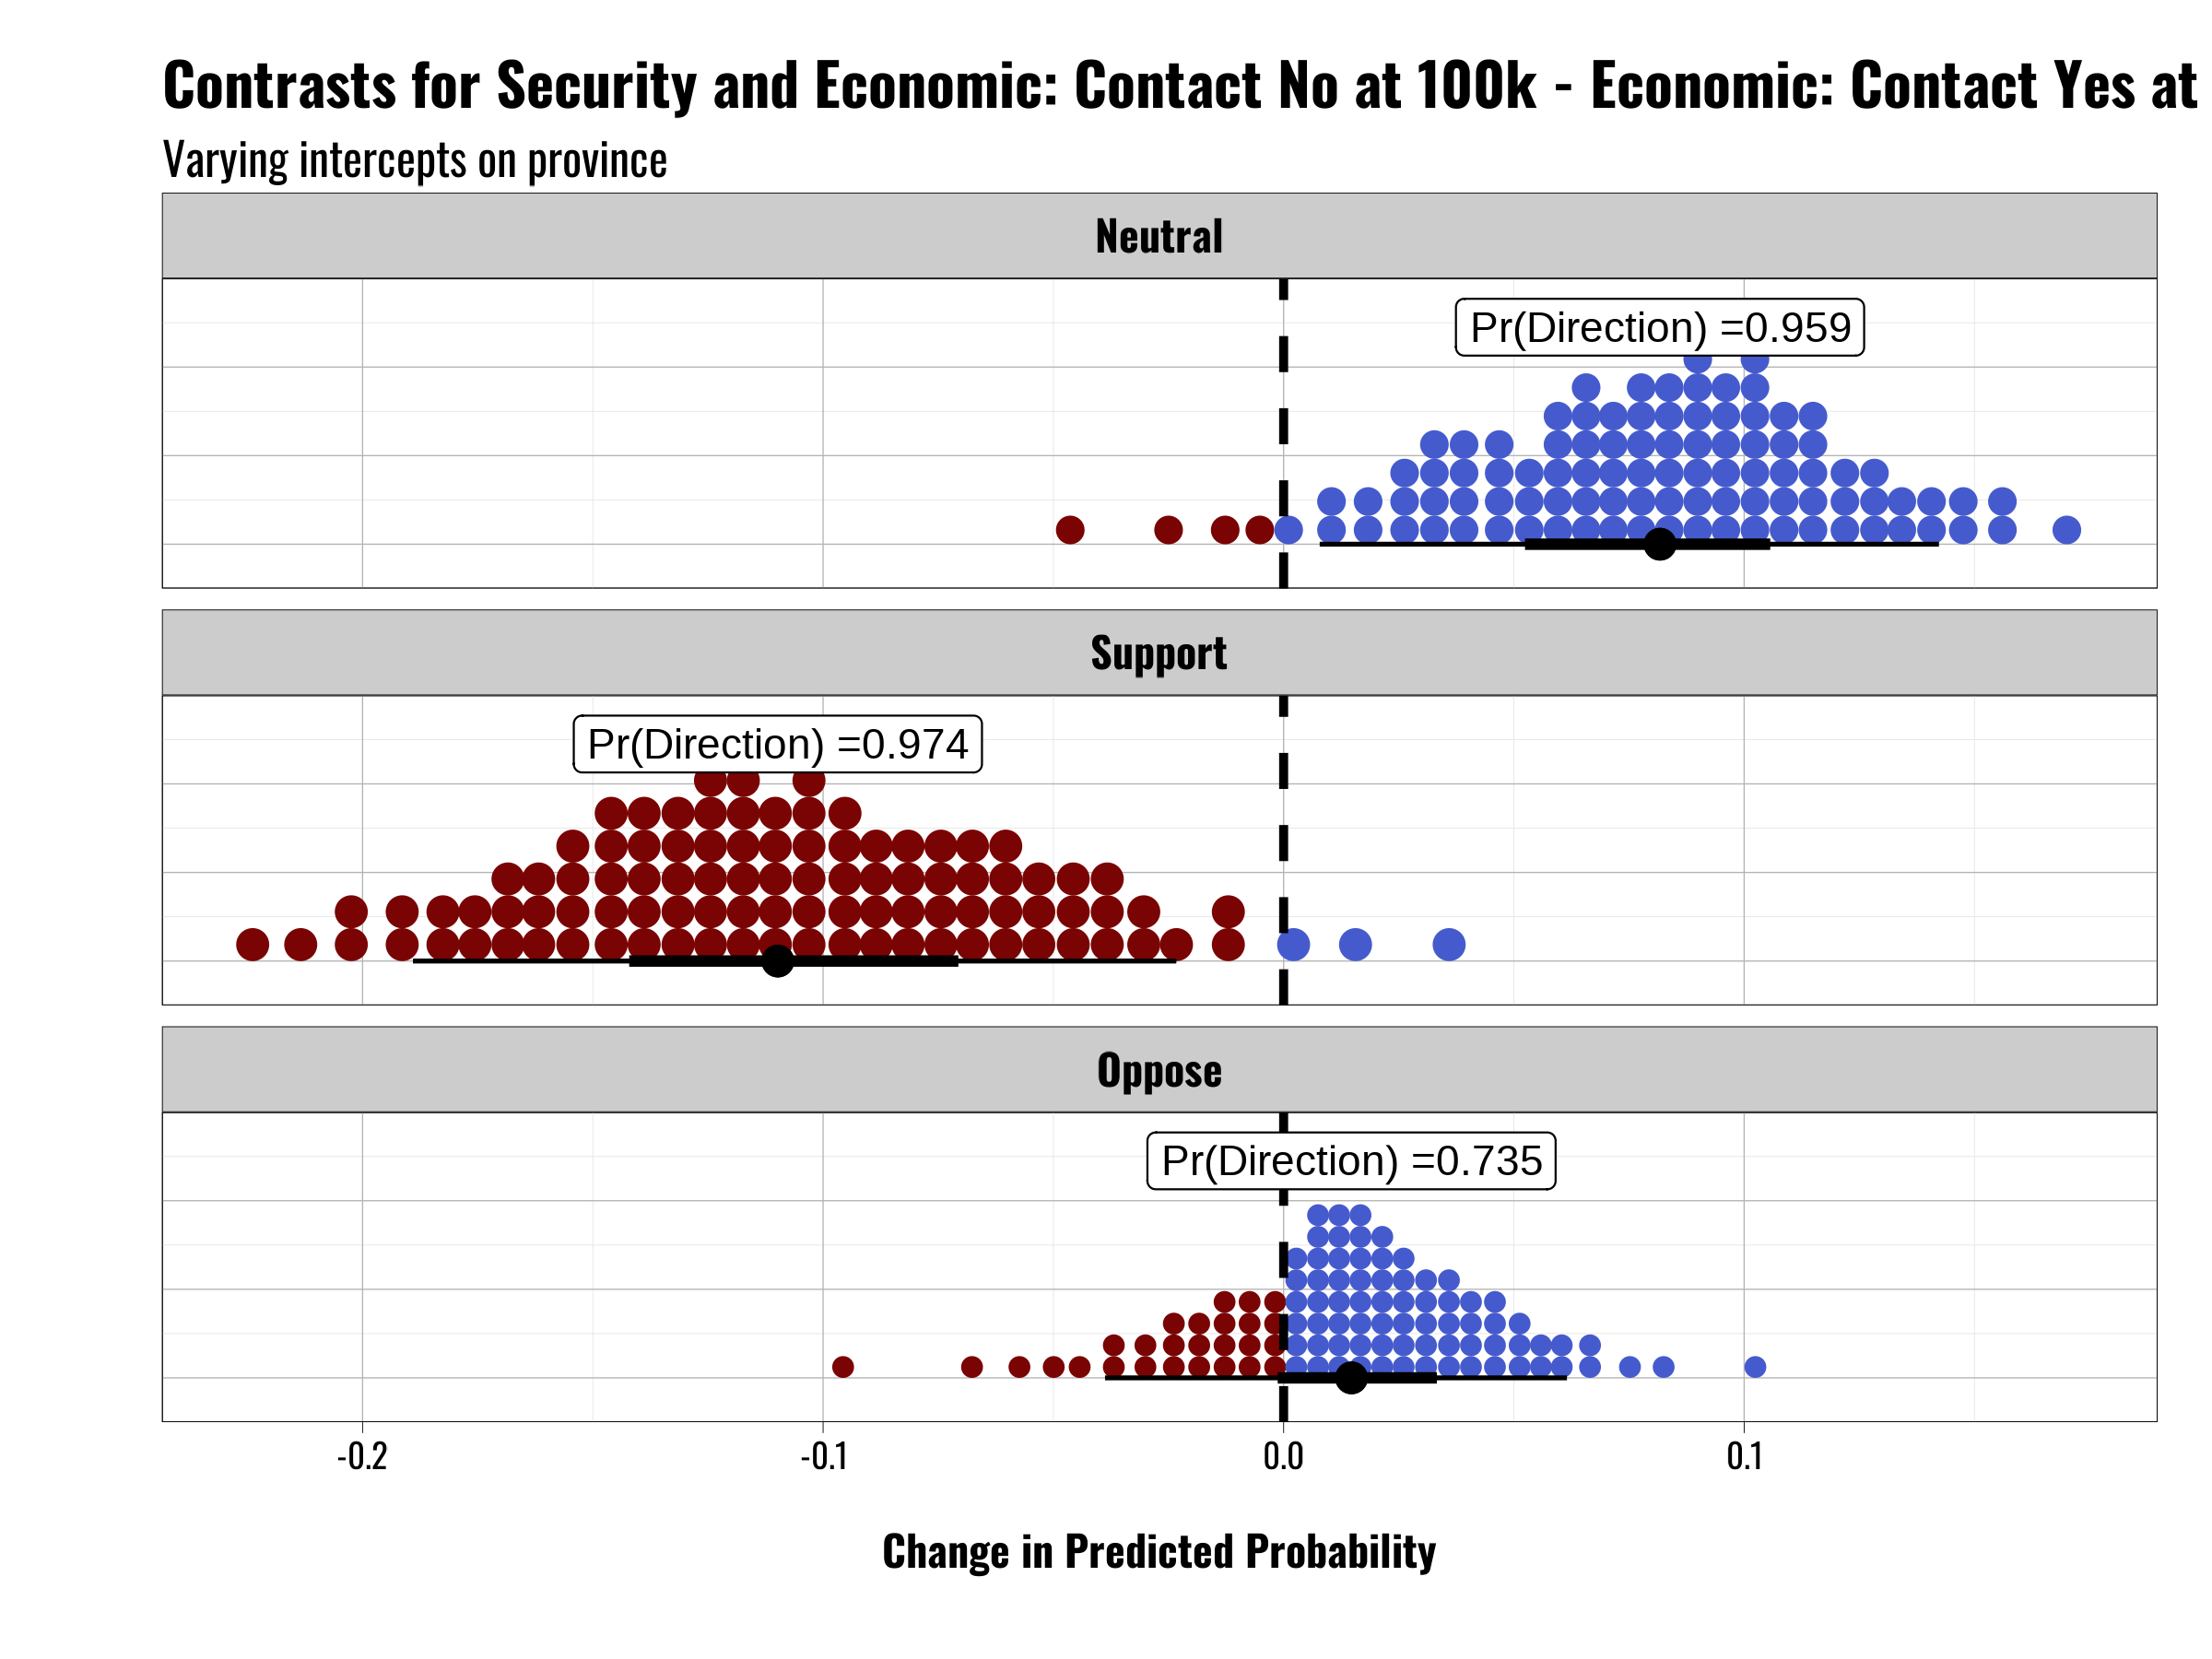 Contrasts for Security and Economic: Contact No at 100k - Economic: Contact Yes at
Varying intercepts on province
Neutral
Pr(Direction) =0.959
Support
Pr(Direction) =0.974
Oppose
Pr(Direction) =0.735
-0.2 -0.1 0.0 0.1
Change in Predicted Probability